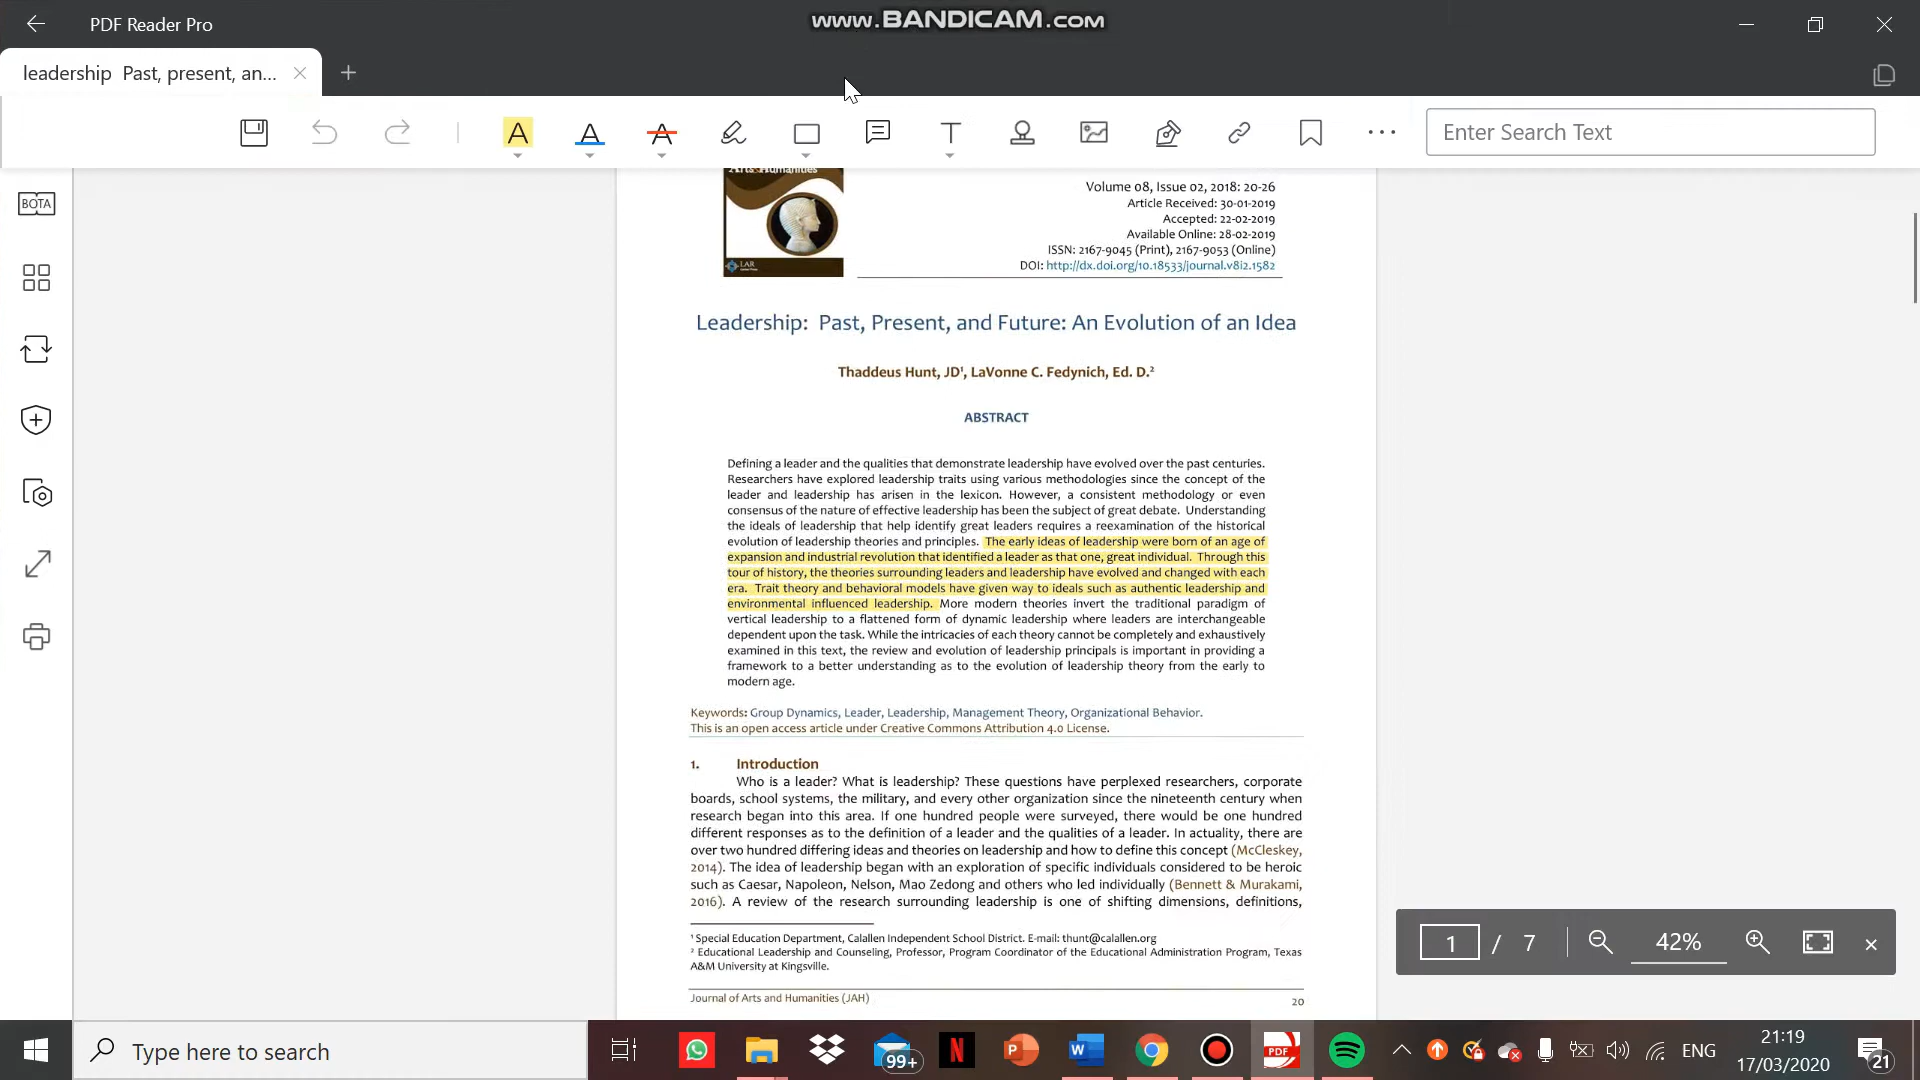 PDF Reader Pro
www.BANDICAM.COM
leadership Past, present, an...
Enter Search Text
BOTA
Arts&Humanities
LAR
Volume 08, Issue 02, 2018: 20-26
Article Received: 30-01-2019
Accepted: 22-02-2019
Available Online: 28-02-2019
ISSN: 2167-9045 (Print), 2167-9053 (Online)
DOI: http://dx.doi.org/10.18533/journal.v8i2.1582
Leadership: Past, Present, and Future: An Evolution of an Idea
Thaddeus Hunt, JD¹, LaVonne C. Fedynich, Ed. D.²
ABSTRACT
Defining a leader and the qualities that demonstrate leadership have evolved over the past centuries.
Researchers have explored leadership traits using various methodologies since the concept of the
leader and leadership has arisen in the lexicon. However, a consistent methodology or even
consensus of the nature of effective leadership has been the subject of great debate. Understanding
the ideals of leadership that help identify great leaders requires a reexamination of the historical
evolution of leadership theories and principles. The early ideas of leadership were born of an age of
expansion and industrial revolution that identified a leader as that one, great individual. Through this
tour of history, the theories surrounding leaders and leadership have evolved and changed with each
era. Trait theory and behavioral models have given way to ideals such as authentic leadership and
environmental influenced leadership. More modern theories invert the traditional paradigm of
vertical leadership to a flattened form of dynamic leadership where leaders are interchangeable
dependent upon the task. While the intricacies of each theory cannot be completely and exhaustively
examined in this text, the review and evolution of leadership principals is important in providing a
framework to a better understanding as to the evolution of leadership theory from the early to
modern age.
Keywords: Group Dynamics, Leader, Leadership, Management Theory, Organizational Behavior.
This is an open access article under Creative Commons Attribution 4.0 License.
1. Introduction
Who is a leader? What is leadership? These questions have perplexed researchers, corporate
boards, school systems, the military, and every other organization since the nineteenth century when
research began into this area. If one hundred people were surveyed, there would be one hundred
different responses as to the definition of a leader and the qualities of a leader. In actuality, there are
over two hundred differing ideas and theories on leadership and how to define this concept (McCleskey,
2014). The idea of leadership began with an exploration of specific individuals considered to be heroic
such as Caesar, Napoleon, Nelson, Mao Zedong and others who led individually (Bennett & Murakami,
2016). A review of the research surrounding leadership is one of shifting dimensions, definitions,
¹ Special Education Department, Calallen Independent School District. E-mail: thunt@calallen.org
² Educational Leadership and Counseling, Professor, Program Coordinator of the Educational Administration Program, Texas
A&M University at Kingsville.
Journal of Arts and Humanities (JAH) 20
1 / 7 42%
Type here to search
99+
PDF
ENG
21:19
17/03/2020
21